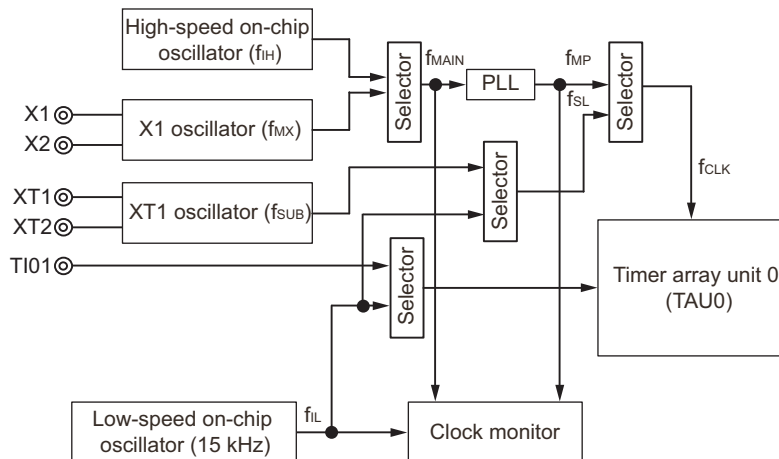 High-speed on-chip
oscillator (fIH)
Selector
fMAIN
PLL
fMP
fSL
Selector
X1
X2
X1 oscillator (fMX)
XT1
XT2
XT1 oscillator (fSUB)
Selector
fCLK
TI01
Selector
Timer array unit 0
(TAU0)
Low-speed on-chip
oscillator (15 kHz)
fIL
Clock monitor